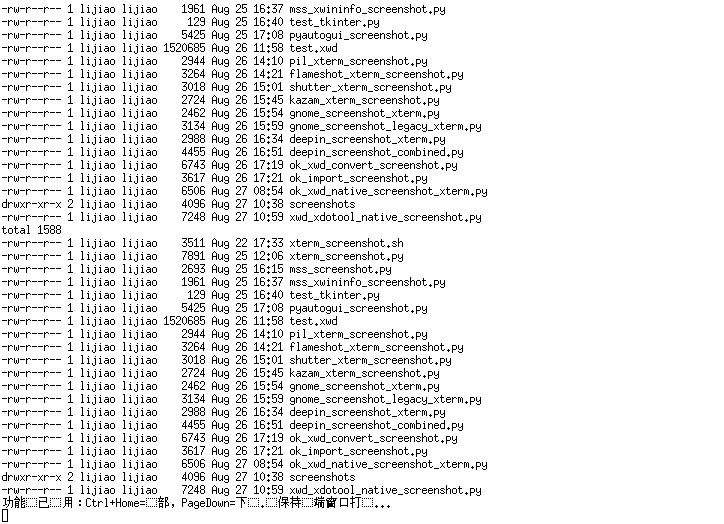 -rw-r--r-- 1 lijiao lijiao    1961 Aug 25 16:37 mss_xwininfo_screenshot.py
-rw-r--r-- 1 lijiao lijiao     129 Aug 25 16:40 test_tkinter.py
-rw-r--r-- 1 lijiao lijiao    5425 Aug 25 17:08 pyautogui_screenshot.py
-rw-r--r-- 1 lijiao lijiao 1520685 Aug 26 11:58 test.xwd
-rw-r--r-- 1 lijiao lijiao    2944 Aug 26 14:10 pil_xterm_screenshot.py
-rw-r--r-- 1 lijiao lijiao    3264 Aug 26 14:21 flameshot_xterm_screenshot.py
-rw-r--r-- 1 lijiao lijiao    3018 Aug 26 15:01 shutter_xterm_screenshot.py
-rw-r--r-- 1 lijiao lijiao    2724 Aug 26 15:45 kazam_xterm_screenshot.py
-rw-r--r-- 1 lijiao lijiao    2462 Aug 26 15:54 gnome_screenshot_xterm.py
-rw-r--r-- 1 lijiao lijiao    3134 Aug 26 15:59 gnome_screenshot_legacy_xterm.py
-rw-r--r-- 1 lijiao lijiao    2988 Aug 26 16:34 deepin_screenshot_xterm.py
-rw-r--r-- 1 lijiao lijiao    4455 Aug 26 16:51 deepin_screenshot_combined.py
-rw-r--r-- 1 lijiao lijiao    6743 Aug 26 17:19 ok_xwd_convert_screenshot.py
-rw-r--r-- 1 lijiao lijiao    3617 Aug 26 17:21 ok_import_screenshot.py
-rw-r--r-- 1 lijiao lijiao    6506 Aug 27 08:54 ok_xwd_native_screenshot_xterm.py
drwxr-xr-x 2 lijiao lijiao    4096 Aug 27 10:38 screenshots
-rw-r--r-- 1 lijiao lijiao    7248 Aug 27 10:59 xwd_xdotool_native_screenshot.py
total 1588
-rw-r--r-- 1 lijiao lijiao    3511 Aug 22 17:33 xterm_screenshot.sh
-rw-r--r-- 1 lijiao lijiao    7891 Aug 25 12:06 xterm_screenshot.py
-rw-r--r-- 1 lijiao lijiao    2693 Aug 25 16:15 mss_screenshot.py
-rw-r--r-- 1 lijiao lijiao    1961 Aug 25 16:37 mss_xwininfo_screenshot.py
-rw-r--r-- 1 lijiao lijiao     129 Aug 25 16:40 test_tkinter.py
-rw-r--r-- 1 lijiao lijiao    5425 Aug 25 17:08 pyautogui_screenshot.py
-rw-r--r-- 1 lijiao lijiao 1520685 Aug 26 11:58 test.xwd
-rw-r--r-- 1 lijiao lijiao    2944 Aug 26 14:10 pil_xterm_screenshot.py
-rw-r--r-- 1 lijiao lijiao    3264 Aug 26 14:21 flameshot_xterm_screenshot.py
-rw-r--r-- 1 lijiao lijiao    3018 Aug 26 15:01 shutter_xterm_screenshot.py
-rw-r--r-- 1 lijiao lijiao    2724 Aug 26 15:45 kazam_xterm_screenshot.py
-rw-r--r-- 1 lijiao lijiao    2462 Aug 26 15:54 gnome_screenshot_xterm.py
-rw-r--r-- 1 lijiao lijiao    3134 Aug 26 15:59 gnome_screenshot_legacy_xterm.py
-rw-r--r-- 1 lijiao lijiao    2988 Aug 26 16:34 deepin_screenshot_xterm.py
-rw-r--r-- 1 lijiao lijiao    4455 Aug 26 16:51 deepin_screenshot_combined.py
-rw-r--r-- 1 lijiao lijiao    6743 Aug 26 17:19 ok_xwd_convert_screenshot.py
-rw-r--r-- 1 lijiao lijiao    3617 Aug 26 17:21 ok_import_screenshot.py
-rw-r--r-- 1 lijiao lijiao    6506 Aug 27 08:54 ok_xwd_native_screenshot_xterm.py
drwxr-xr-x 2 lijiao lijiao    4096 Aug 27 10:38 screenshots
-rw-r--r-- 1 lijiao lijiao    7248 Aug 27 10:59 xwd_xdotool_native_screenshot.py
功能已用：Ctrl+Home=部，PageDown=下.保持端窗口打...